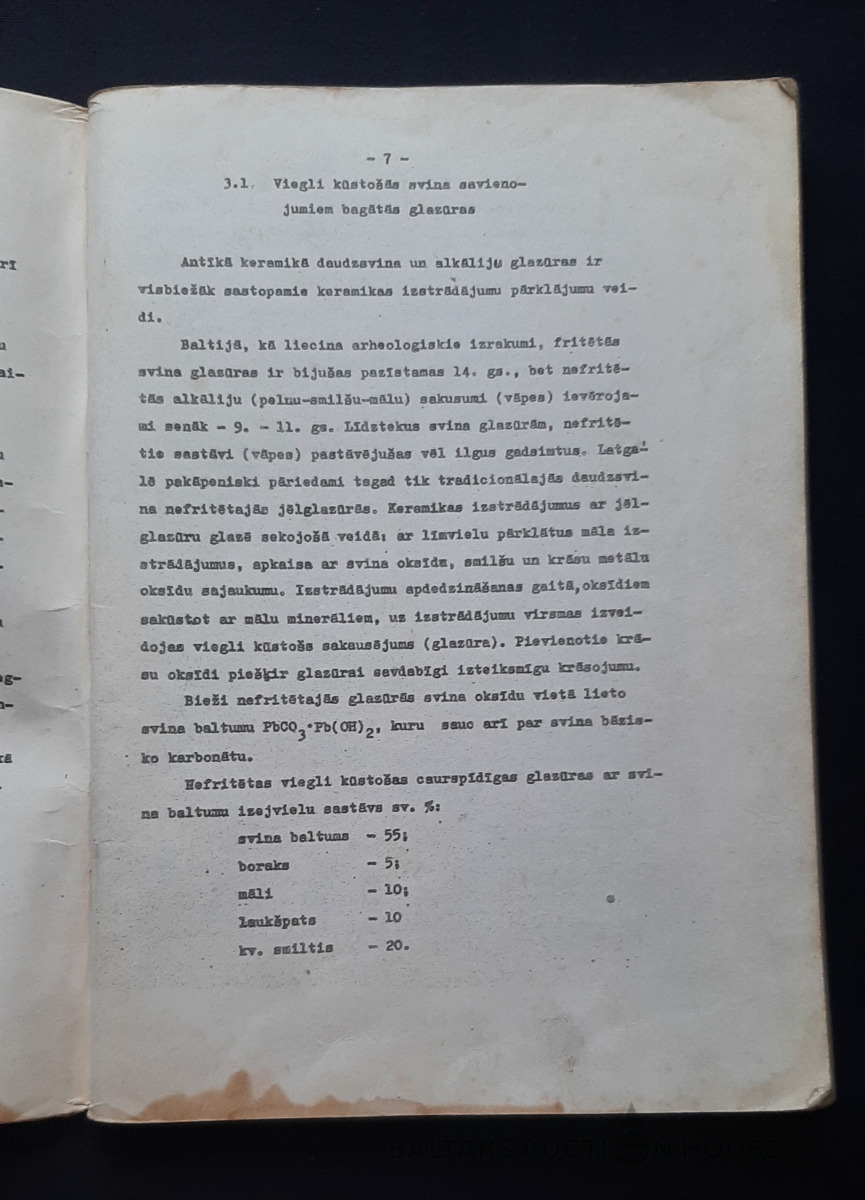 - 7 -
3.1. Viegli kūstošās svina savieno-
jumiem bagātās glazūras
Antīkā keramikā daudzsvina un alkāliju glazūras ir
visbiežāk sastopamie keramikas izstrādājumu pārklājumu vei-
di.
Baltijā, kā liecina arheologiskie izrakumi, fritētās
svina glazūras ir bijušas pazīstamas 14. gs., bet nefritē-
tās alkāliju (pelnu-smilšu-mālu) sakusumi (vāpes) ievēroja-
mi senāk - 9. - 11. gs. Līdztekus svina glazūrām, nefritē-
tie sastāvi (vāpes) pastāvējušas vēl ilgus gadsimtus. Latga-
lē pakāpeniski pāriedami tagad tik tradicionālajās daudzsvi-
na nefritētajās jēlglazūrās. Keramikas izstrādājumus ar jēl-
glazūru glazē sekojošā veidā: ar līmvielu pārklātus māla iz-
strādājumus, apkaisa ar svina oksīdu, smilšu un krāsu metālu
oksīdu sajaukumu. Izstrādājumu apdedzināšanas gaitā, oksīdiem
sakūstot ar mālu minerāliem, uz izstrādājumu virsmas izvei-
dojas viegli kūstošs sakausējums (glazūra). Pievienotie krā-
su oksīdi piešķir glazūrai savdabīgi izteiksmīgu krāsojumu.
Bieži nefritētajās glazūrās svina oksīdu vietā lieto
svina baltumu PbCO₃·Pb(OH)₂, kuru sauc arī par svina bāzis-
ko karbonātu.
Nefritētas viegli kūstošas caurspīdīgas glazūras ar svi-
na baltumu izejvielu sastāvs sv. %:
svina baltums - 55;
boraks - 5;
māli - 10;
laukšpats - 10
kv. smiltis - 20.
BALTARS AUCTION HOUSE